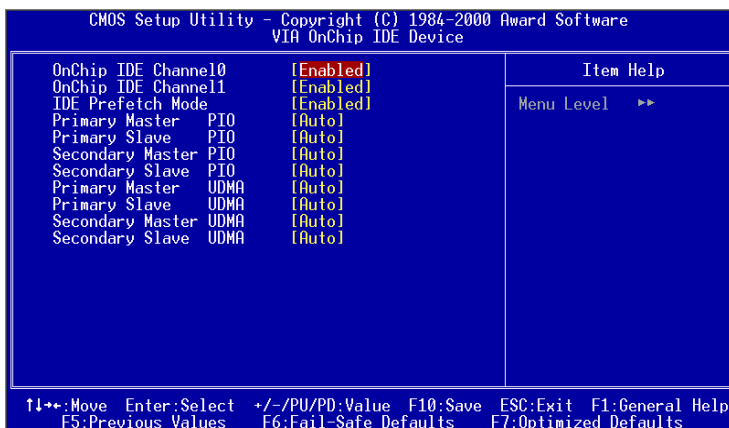 CMOS Setup Utility - Copyright (C) 1984-2000 Award Software
VIA OnChip IDE Device
OnChip IDE Channel0 [Enabled]
OnChip IDE Channel1 [Enabled]
IDE Prefetch Mode [Enabled]
Primary Master PIO [Auto]
Primary Slave PIO [Auto]
Secondary Master PIO [Auto]
Secondary Slave PIO [Auto]
Primary Master UDMA [Auto]
Primary Slave UDMA [Auto]
Secondary Master UDMA [Auto]
Secondary Slave UDMA [Auto]
Item Help
Menu Level ►►
↑↓→←:Move Enter:Select +/-/PU/PD:Value F10:Save ESC:Exit F1:General Help
F5:Previous Values F6:Fail-Safe Defaults F7:Optimized Defaults